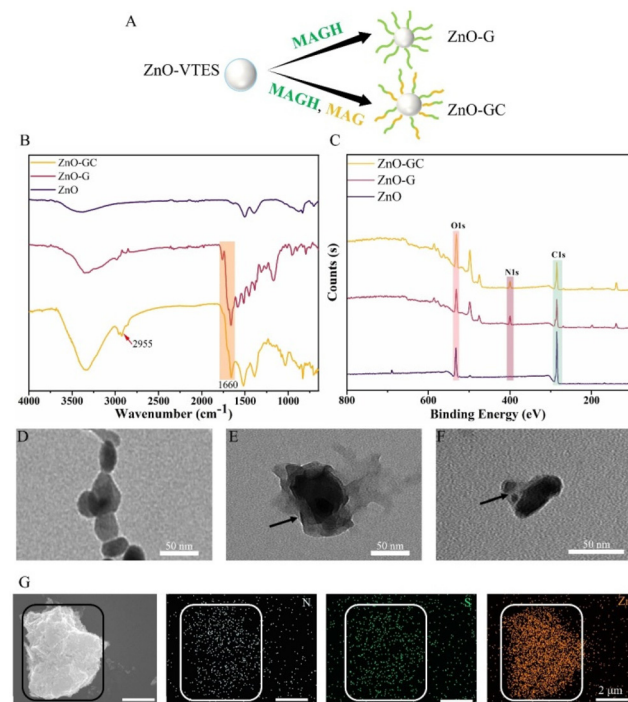 A
MAGH
ZnO-G
ZnO-VTES
MAGH, MAG
ZnO-GC
B
ZnO-GC
ZnO-G
ZnO
2955
1660
4000 3500 3000 2500 2000 1500 1000
Wavenumber (cm-1)
C
ZnO-GC
ZnO-G
ZnO
O1s
N1s
C1s
Counts (s)
800 600 400 200
Binding Energy (eV)
D
50 nm
E
50 nm
F
50 nm
G
N
S
2 μm